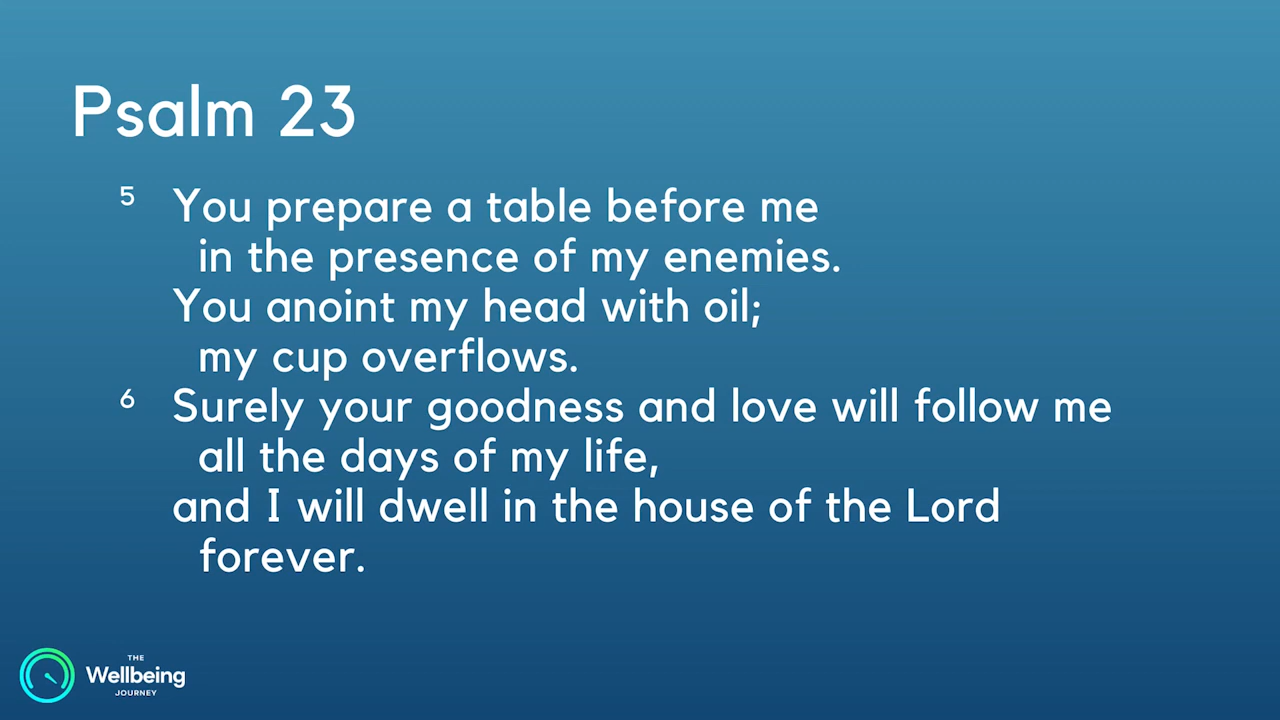 Psalm 23
5 You prepare a table before me
in the presence of my enemies.
You anoint my head with oil;
my cup overflows.
6 Surely your goodness and love will follow me
all the days of my life,
and I will dwell in the house of the Lord
forever.
THE
Wellbeing
JOURNEY